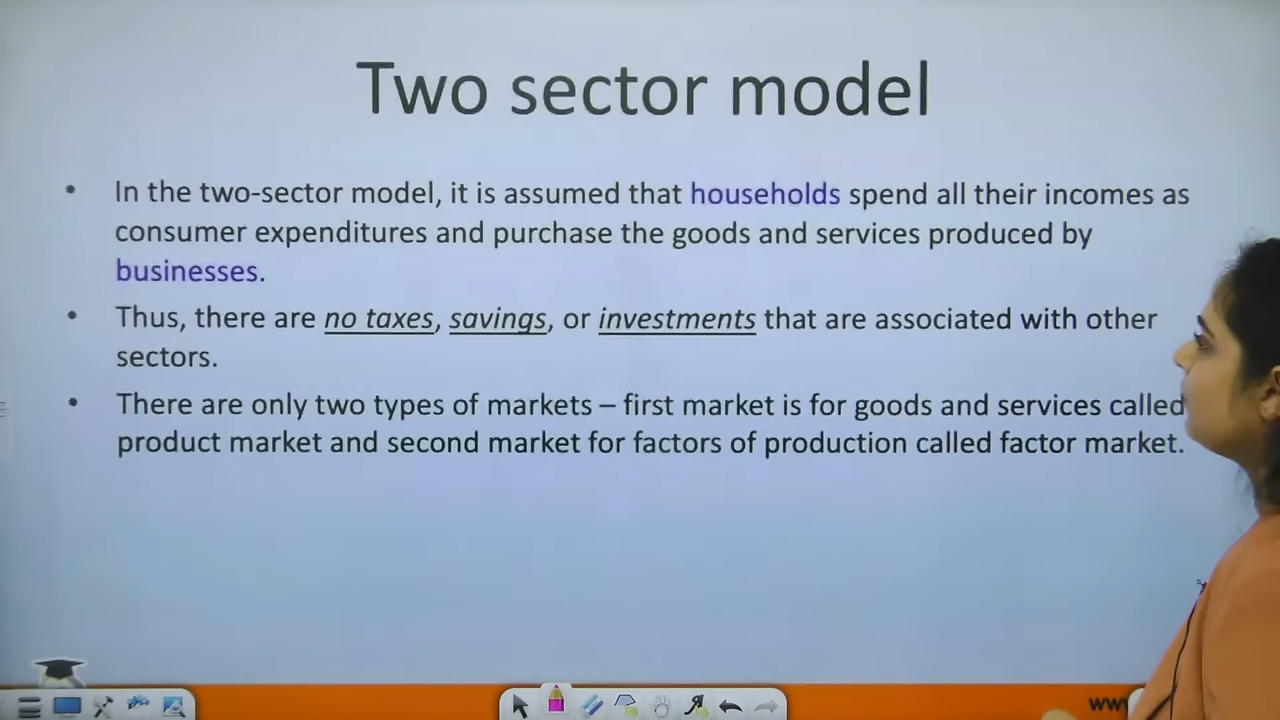 Two sector model
• In the two-sector model, it is assumed that households spend all their incomes as
consumer expenditures and purchase the goods and services produced by
businesses.
• Thus, there are no taxes, savings, or investments that are associated with other
sectors.
• There are only two types of markets – first market is for goods and services called
product market and second market for factors of production called factor market.
www